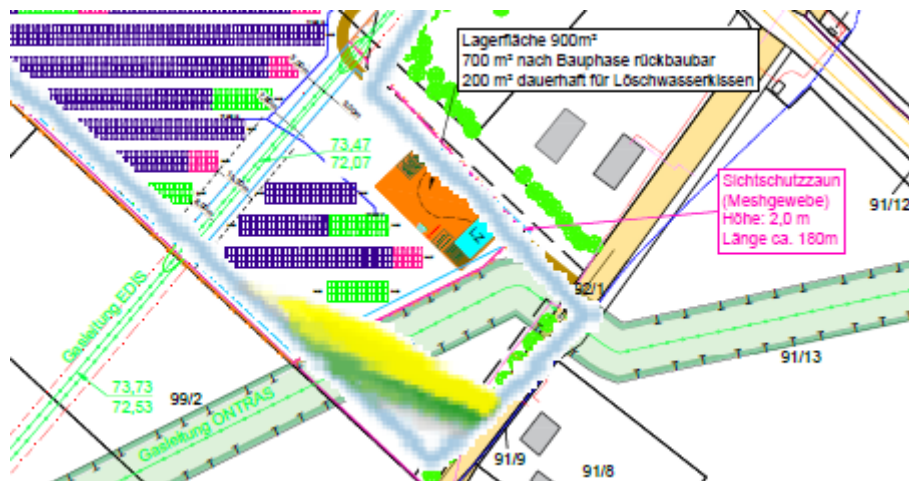 Lagerfläche 900m²
700 m² nach Bauphase rückbaubar
200 m² dauerhaft für Löschwasserkissen
73,47
72,07
Sichtschutzzaun
(Meshgewebe)
Höhe: 2,0 m
Länge ca. 180m
91/12
92/1
Gasleitung EDIS
91/13
73,73
72,53
99/2
Gasleitung ONTRAS
91/9
91/8